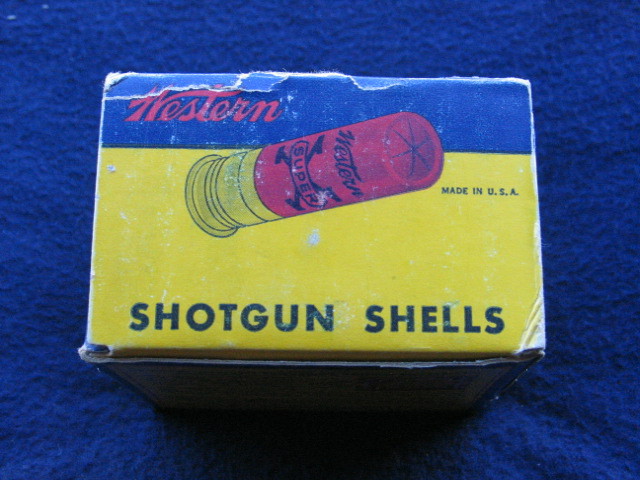 Western
Western
SUPER
MADE IN U.S.A.
SHOTGUN SHELLS